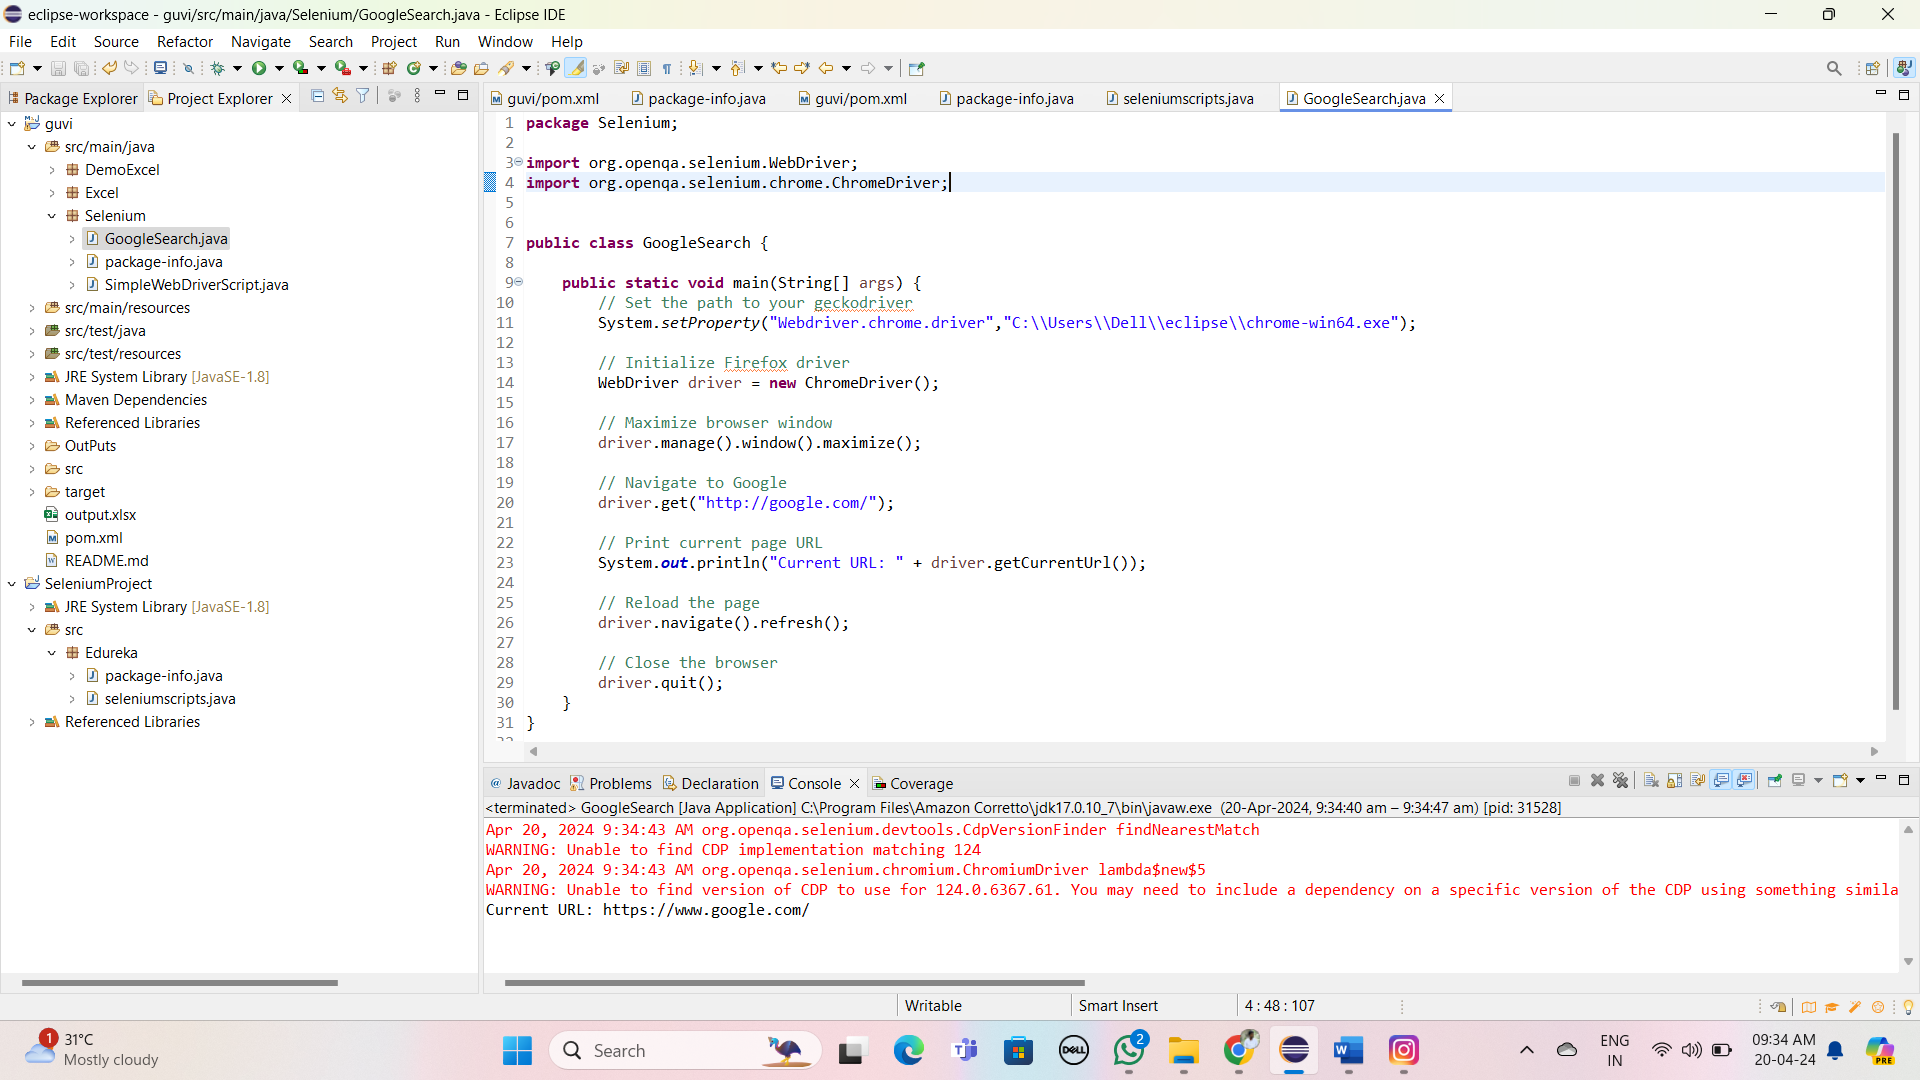 eclipse-workspace - guvi/src/main/java/Selenium/GoogleSearch.java - Eclipse IDE
File Edit Source Refactor Navigate Search Project Run Window Help
Package Explorer Project Explorer
guvi/pom.xml package-info.java guvi/pom.xml package-info.java seleniumscripts.java GoogleSearch.java
guvi
src/main/java
DemoExcel
Excel
Selenium
GoogleSearch.java
package-info.java
SimpleWebDriverScript.java
src/main/resources
src/test/java
src/test/resources
JRE System Library [JavaSE-1.8]
Maven Dependencies
Referenced Libraries
OutPuts
src
target
output.xlsx
pom.xml
README.md
SeleniumProject
JRE System Library [JavaSE-1.8]
src
Edureka
package-info.java
seleniumscripts.java
Referenced Libraries
1 package Selenium;
2
3 import org.openqa.selenium.WebDriver;
4 import org.openqa.selenium.chrome.ChromeDriver;
5
6
7 public class GoogleSearch {
8
9 public static void main(String[] args) {
10 // Set the path to your geckodriver
11 System.setProperty("Webdriver.chrome.driver","C:\\Users\\Dell\\eclipse\\chrome-win64.exe");
12
13 // Initialize Firefox driver
14 WebDriver driver = new ChromeDriver();
15
16 // Maximize browser window
17 driver.manage().window().maximize();
18
19 // Navigate to Google
20 driver.get("http://google.com/");
21
22 // Print current page URL
23 System.out.println("Current URL: " + driver.getCurrentUrl());
24
25 // Reload the page
26 driver.navigate().refresh();
27
28 // Close the browser
29 driver.quit();
30 }
31 }
Javadoc Problems Declaration Console Coverage
<terminated> GoogleSearch [Java Application] C:\Program Files\Amazon Corretto\jdk17.0.10_7\bin\javaw.exe (20-Apr-2024, 9:34:40 am – 9:34:47 am) [pid: 31528]
Apr 20, 2024 9:34:43 AM org.openqa.selenium.devtools.CdpVersionFinder findNearestMatch
WARNING: Unable to find CDP implementation matching 124
Apr 20, 2024 9:34:43 AM org.openqa.selenium.chromium.ChromiumDriver lambda$new$5
WARNING: Unable to find version of CDP to use for 124.0.6367.61. You may need to include a dependency on a specific version of the CDP using something simila
Current URL: https://www.google.com/
Writable Smart Insert 4 : 48 : 107
1 31°C
Mostly cloudy
Search
DELL
2
PRE
ENG
IN
09:34 AM
20-04-24